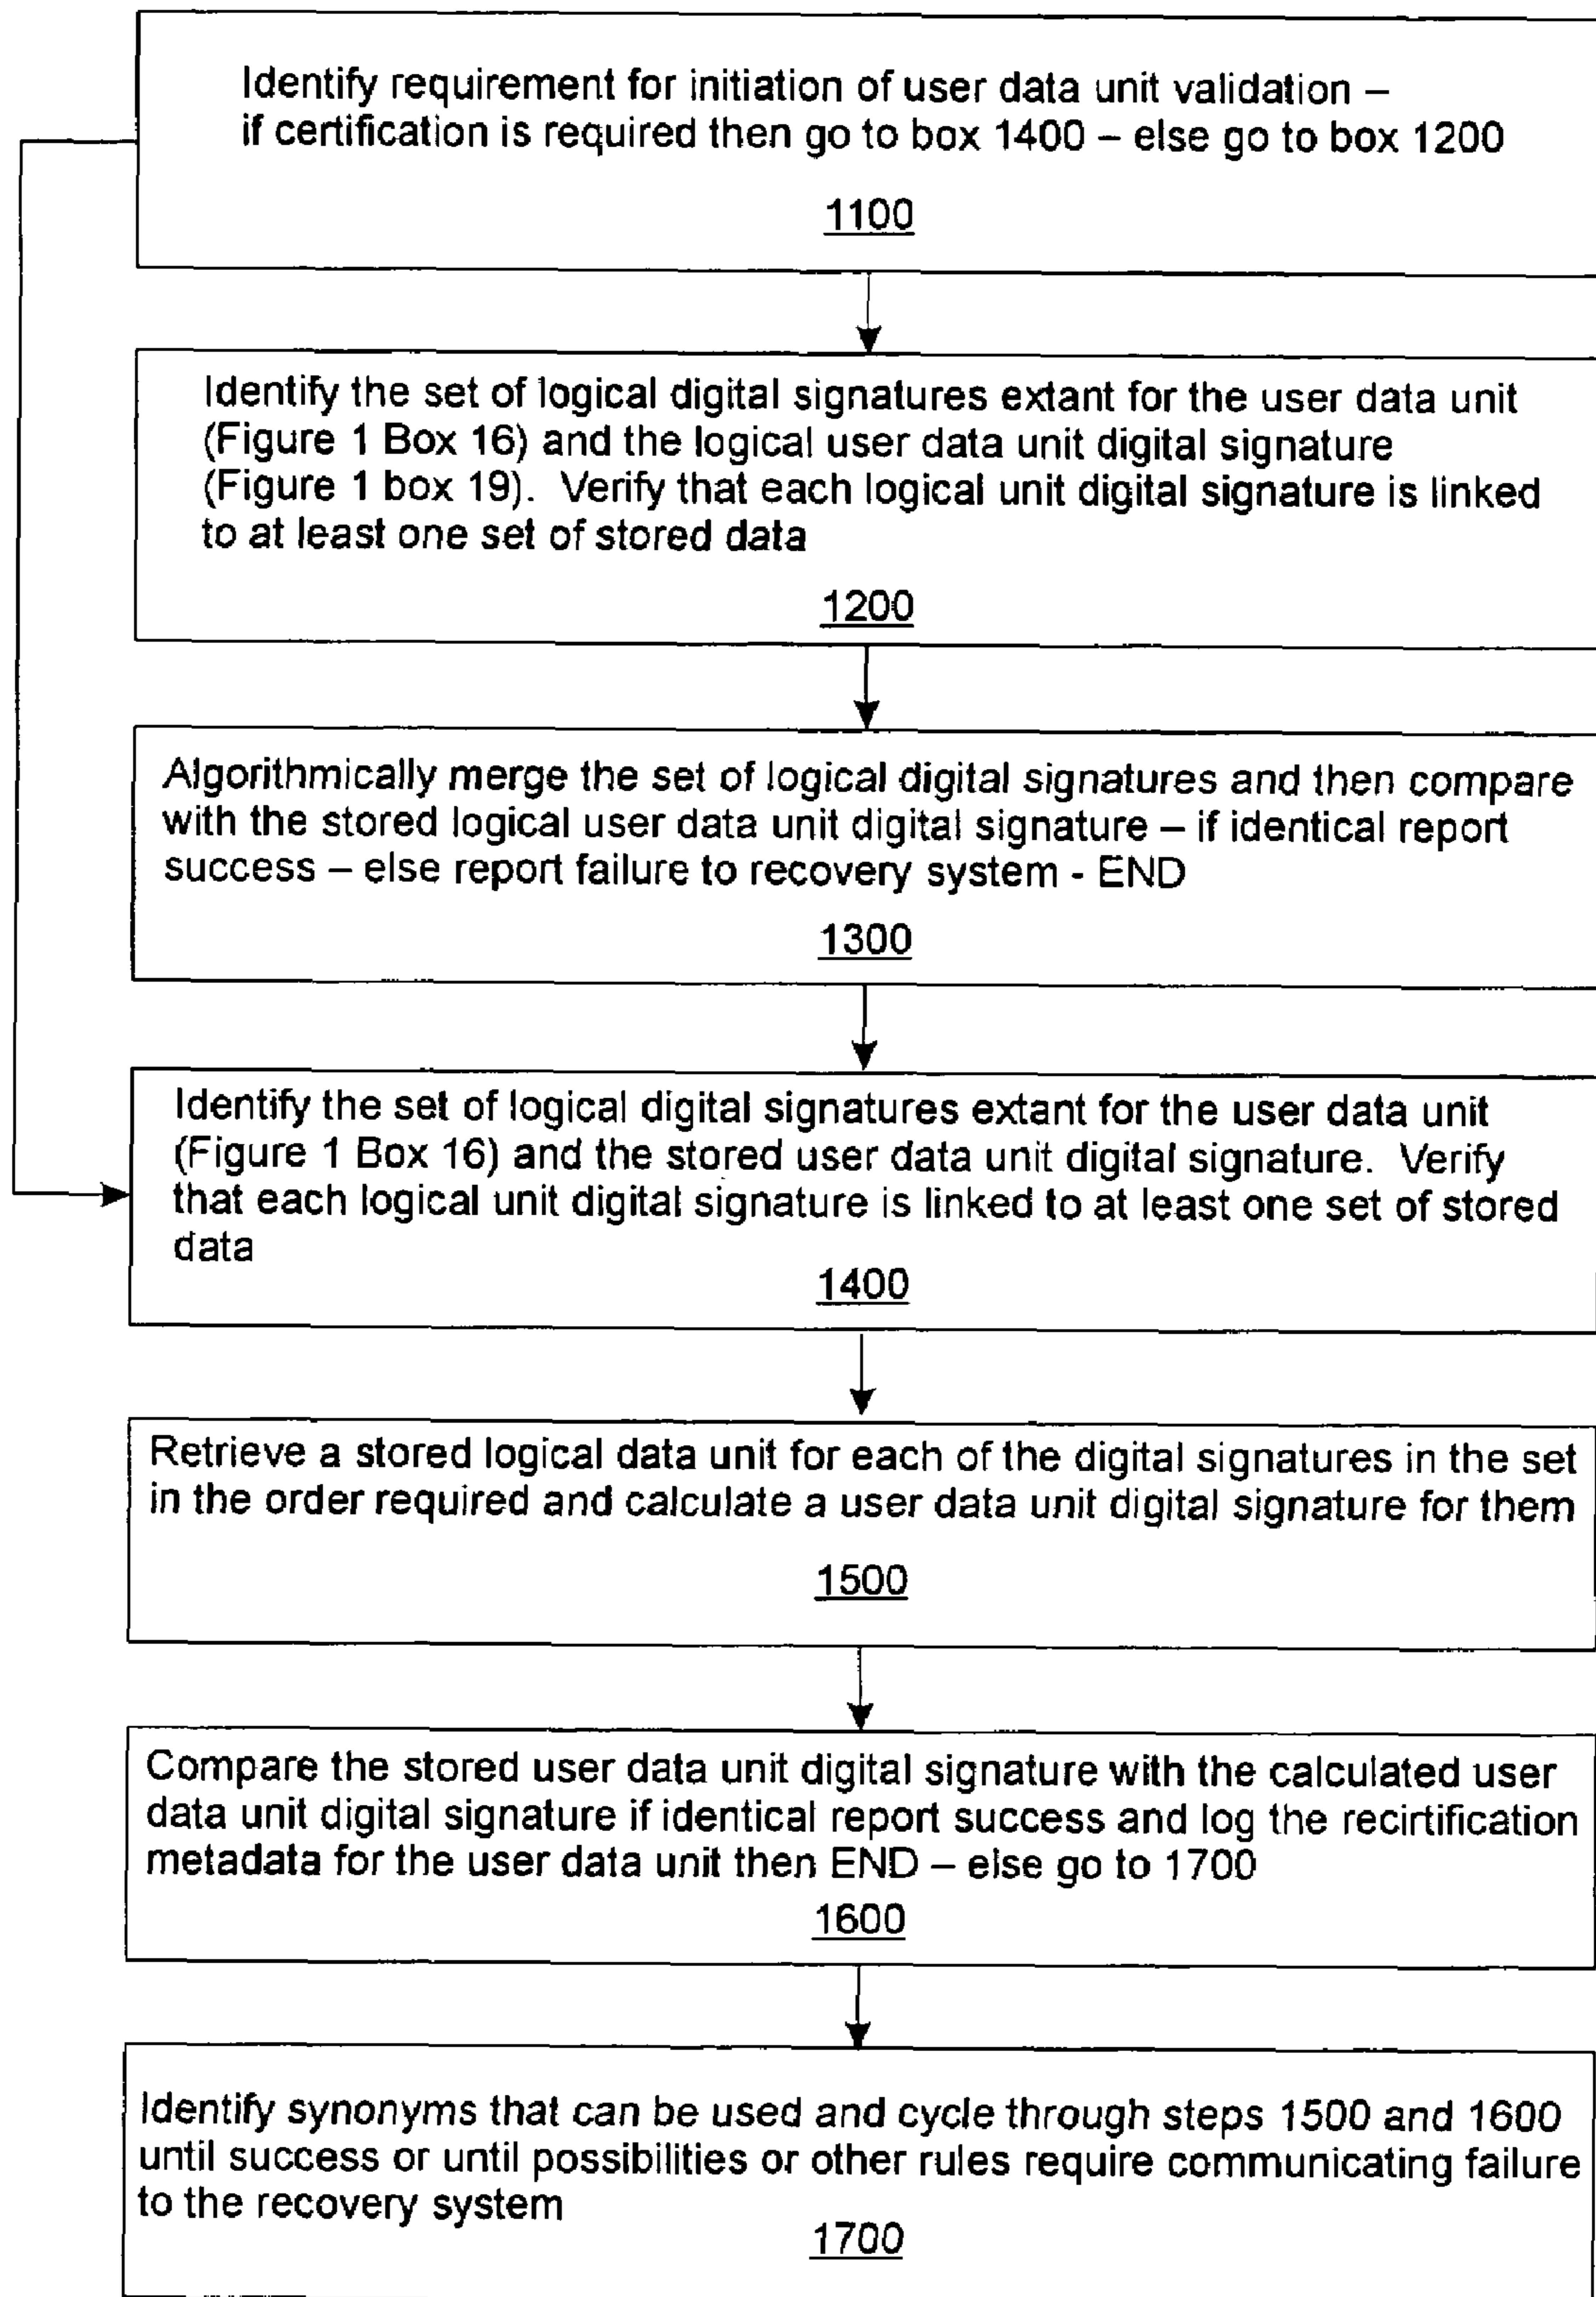 Identify requirement for initiation of user data unit validation –
if certification is required then go to box 1400 – else go to box 1200
1100
Identify the set of logical digital signatures extant for the user data unit
(Figure 1 Box 16) and the logical user data unit digital signature
(Figure 1 box 19). Verify that each logical unit digital signature is linked
to at least one set of stored data
1200
Algorithmically merge the set of logical digital signatures and then compare
with the stored logical user data unit digital signature – if identical report
success – else report failure to recovery system - END
1300
Identify the set of logical digital signatures extant for the user data unit
(Figure 1 Box 16) and the stored user data unit digital signature. Verify
that each logical unit digital signature is linked to at least one set of stored
data
1400
Retrieve a stored logical data unit for each of the digital signatures in the set
in the order required and calculate a user data unit digital signature for them
1500
Compare the stored user data unit digital signature with the calculated user
data unit digital signature if identical report success and log the recirtification
metadata for the user data unit then END – else go to 1700
1600
Identify synonyms that can be used and cycle through steps 1500 and 1600
until success or until possibilities or other rules require communicating failure
to the recovery system
1700